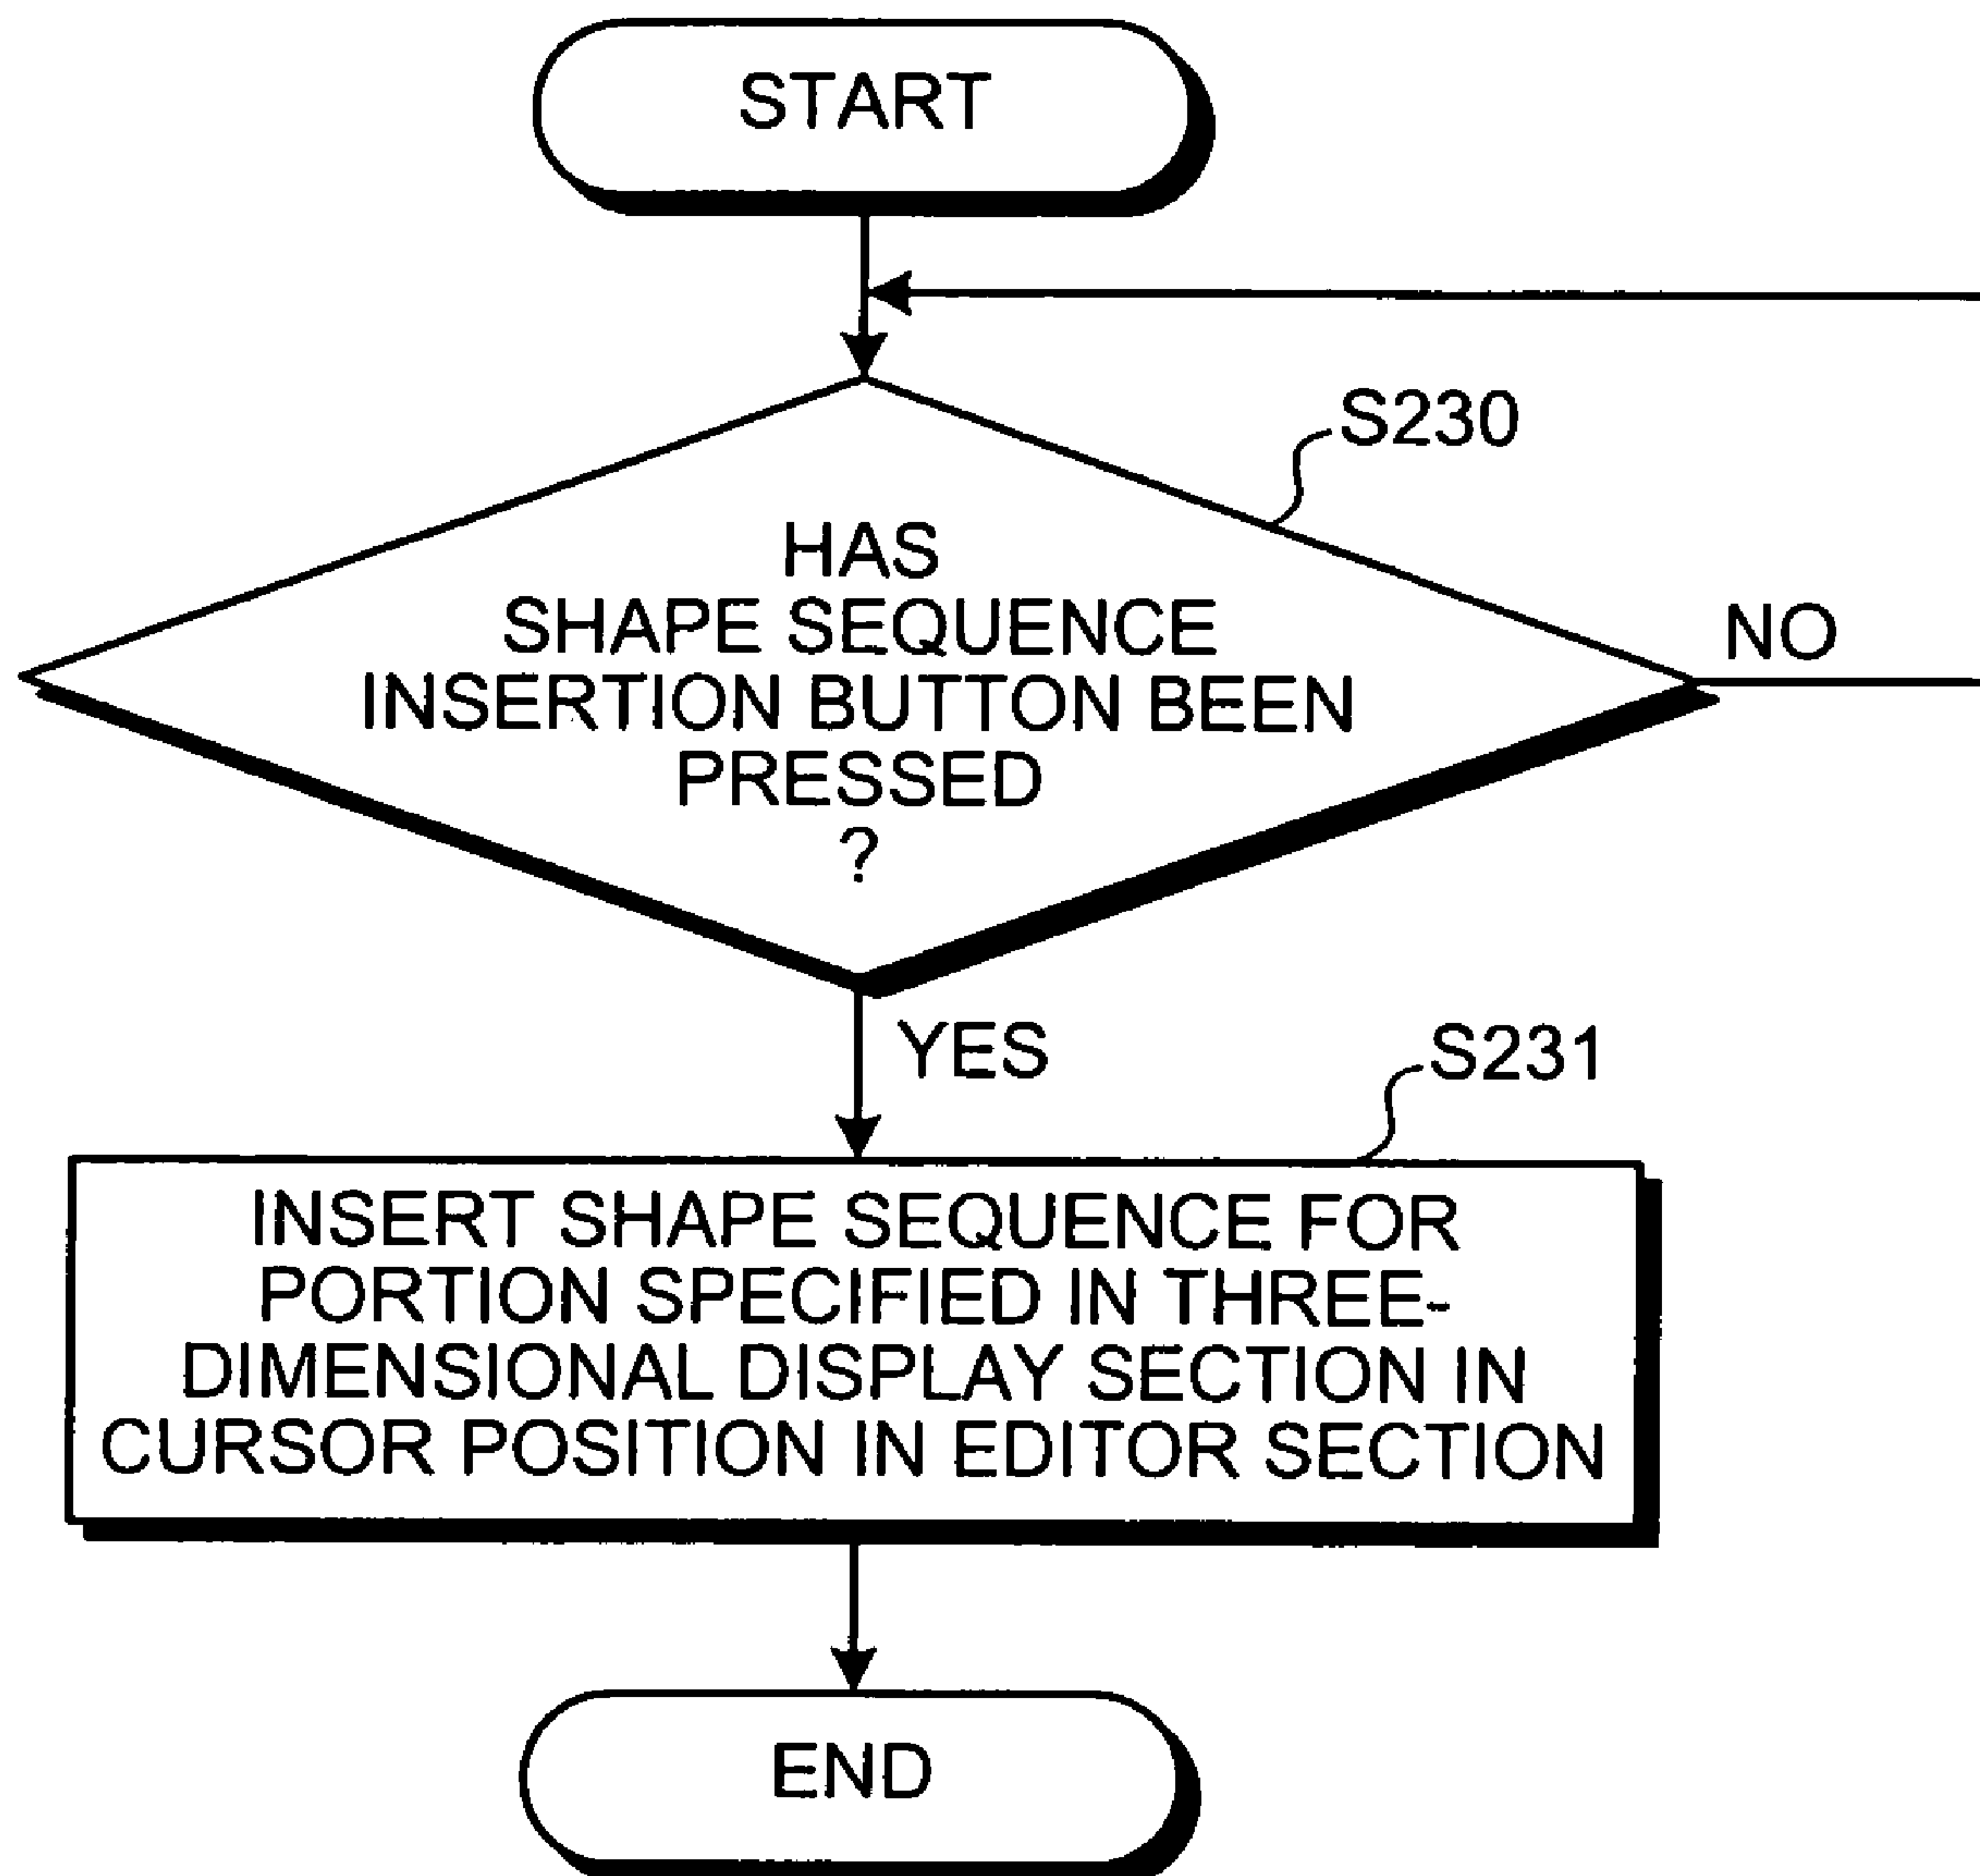 START
S230
HAS
SHAPE SEQUENCE
INSERTION BUTTON BEEN
PRESSED
?
NO
YES
S231
INSERT SHAPE SEQUENCE FOR
PORTION SPECIFIED IN THREE-
DIMENSIONAL DISPLAY SECTION IN
CURSOR POSITION IN EDITOR SECTION
END